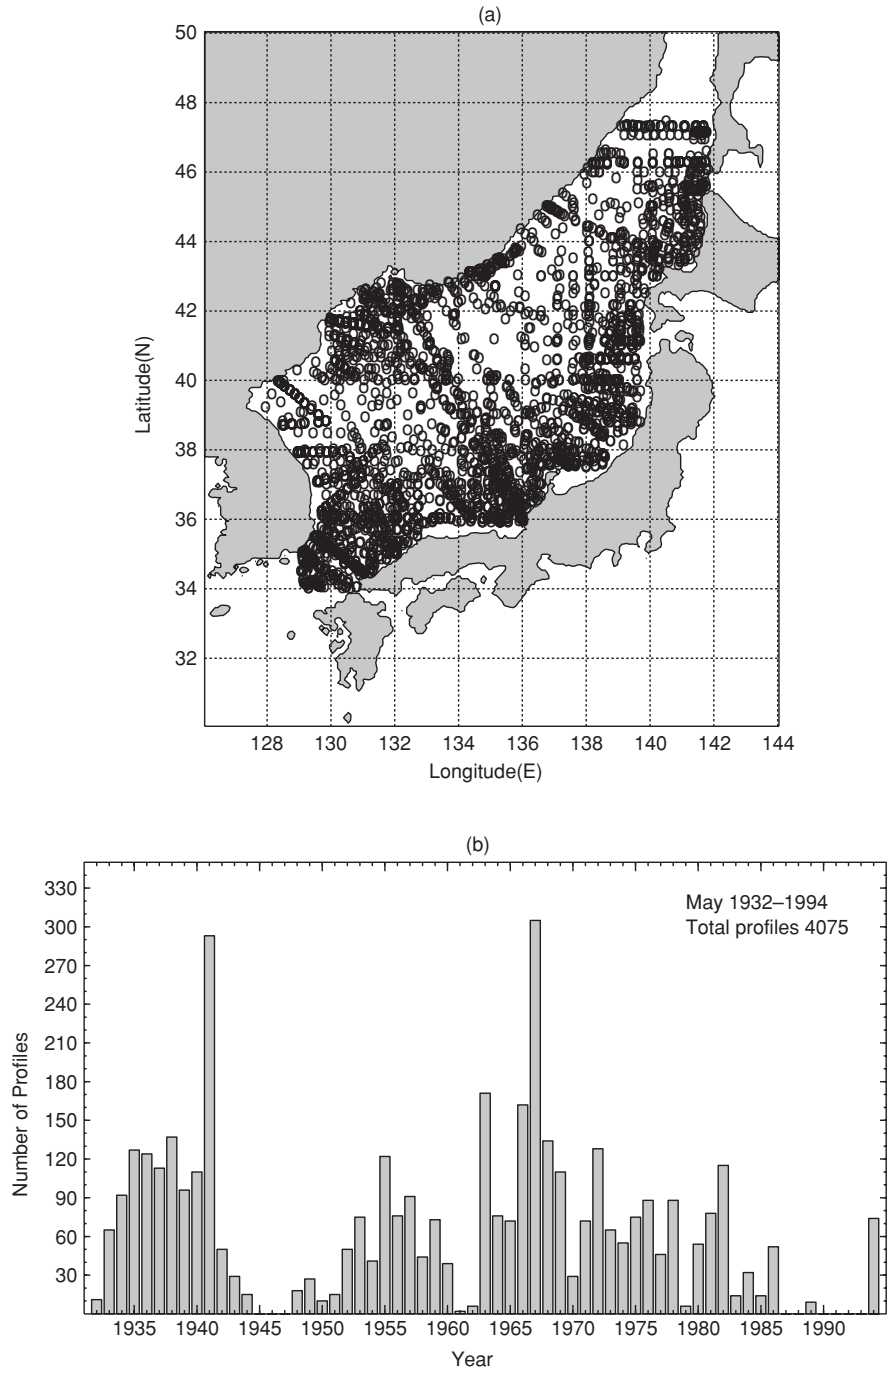 (a)
50
48
46
44
42
40
38
36
34
32
Latitude(N)
128 130 132 134 136 138 140 142 144
Longitude(E)
(b)
330
300
270
240
210
180
150
120
90
60
30
Number of Profiles
May 1932–1994
Total profiles 4075
1935 1940 1945 1950 1955 1960 1965 1970 1975 1980 1985 1990
Year